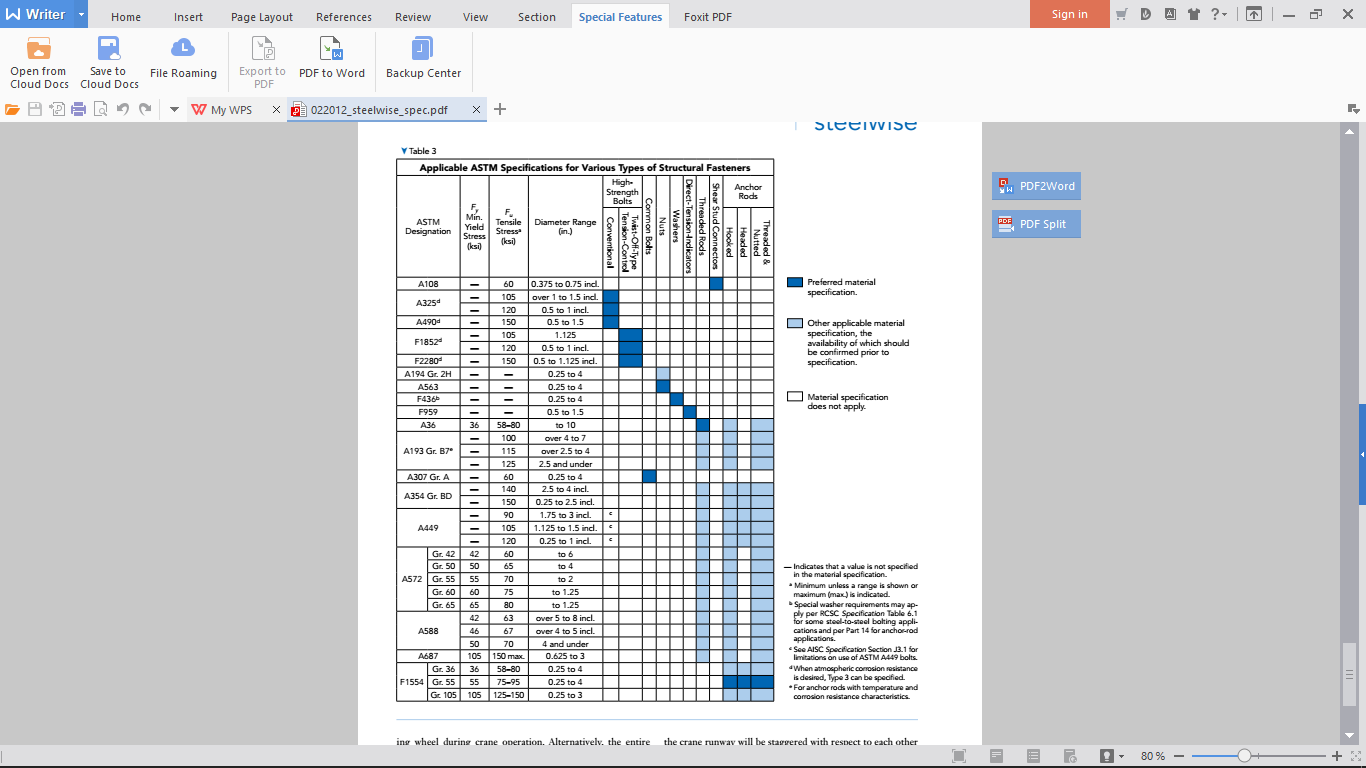 Writer
Home
Insert
Page Layout
References
Review
View
Section
Special Features
Foxit PDF
Sign in
Open from
Cloud Docs
Save to
Cloud Docs
File Roaming
Export to
PDF
PDF to Word
Backup Center
My WPS
022012_steelwise_spec.pdf
steelwise
Table 3
Applicable ASTM Specifications for Various Types of Structural Fasteners
ASTM
Designation
Fy
Min.
Yield
Stress
(ksi)
Fu
Tensile
Stressᵃ
(ksi)
Diameter Range
(in.)
High-
Strength
Bolts
Conventional
Twist-Off-Type
Tension-Control
Common Bolts
Nuts
Washers
Direct-Tension-Indicators
Threaded Rods
Shear Stud Connectors
Anchor
Rods
Hooked
Headed
Threaded &
Nutted
A108 — 60 0.375 to 0.75 incl.
A325ᵈ — 105 over 1 to 1.5 incl.
— 120 0.5 to 1 incl.
A490ᵈ — 150 0.5 to 1.5
F1852ᵈ — 105 1.125
— 120 0.5 to 1 incl.
F2280ᵈ — 150 0.5 to 1.125 incl.
A194 Gr. 2H — — 0.25 to 4
A563 — — 0.25 to 4
F436ᵇ — — 0.25 to 4
F959 — — 0.5 to 1.5
A36 36 58–80 to 10
A193 Gr. B7ᵉ — 100 over 4 to 7
— 115 over 2.5 to 4
— 125 2.5 and under
A307 Gr. A — 60 0.25 to 4
A354 Gr. BD — 140 2.5 to 4 incl.
— 150 0.25 to 2.5 incl.
A449 — 90 1.75 to 3 incl. c
— 105 1.125 to 1.5 incl. c
— 120 0.25 to 1 incl. c
A572 Gr. 42 42 60 to 6
Gr. 50 50 65 to 4
Gr. 55 55 70 to 2
Gr. 60 60 75 to 1.25
Gr. 65 65 80 to 1.25
A588 42 63 over 5 to 8 incl.
46 67 over 4 to 5 incl.
50 70 4 and under
A687 105 150 max. 0.625 to 3
F1554 Gr. 36 36 58–80 0.25 to 4
Gr. 55 55 75–95 0.25 to 4
Gr. 105 105 125–150 0.25 to 3
Preferred material
specification.
Other applicable material
specification, the
availability of which should
be confirmed prior to
specification.
Material specification
does not apply.
— Indicates that a value is not specified
in the material specification.
ᵃ Minimum unless a range is shown or
maximum (max.) is indicated.
ᵇ Special washer requirements may ap-
ply per RCSC Specification Table 6.1
for some steel-to-steel bolting appli-
cations and per Part 14 for anchor-rod
applications.
ᶜ See AISC Specification Section J3.1 for
limitations on use of ASTM A449 bolts.
ᵈ When atmospheric corrosion resistance
is desired, Type 3 can be specified.
ᵉ For anchor rods with temperature and
corrosion resistance characteristics.
ing wheel during crane operation. Alternatively, the entire
the crane runway will be staggered with respect to each other
PDF2Word
PDF Split
80 %